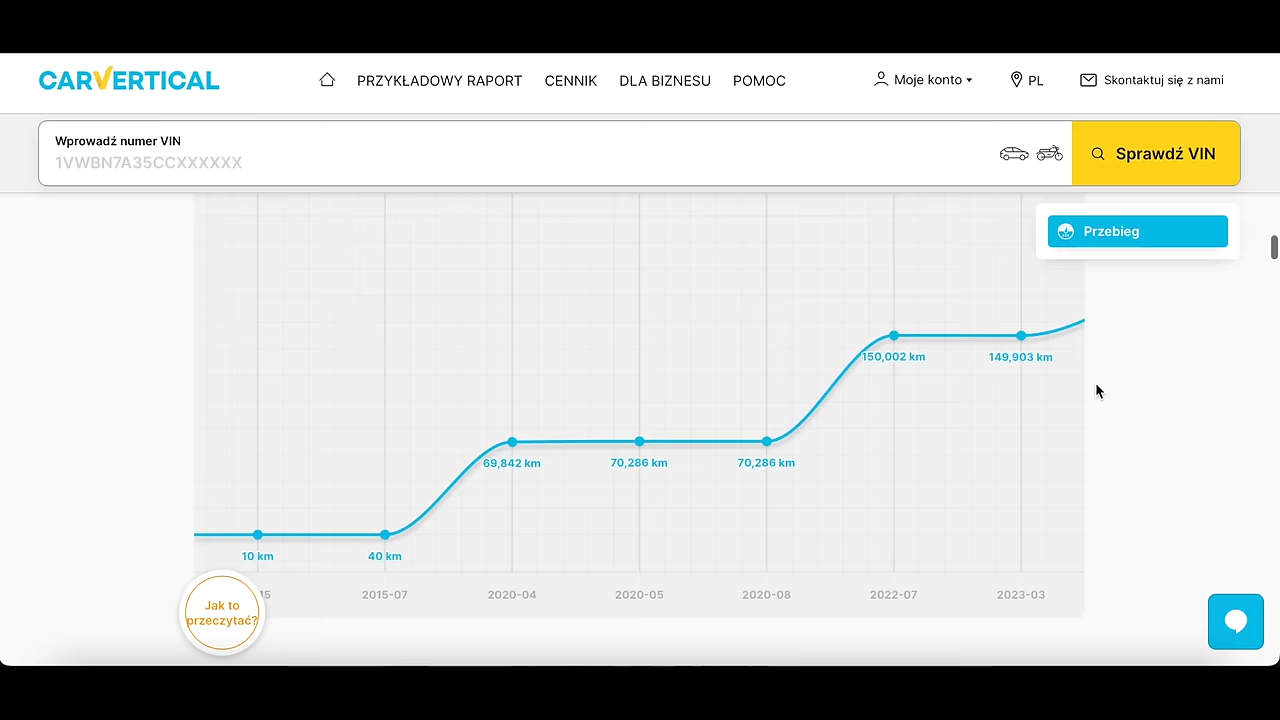 CARVERTICAL
PRZYKŁADOWY RAPORT
CENNIK
DLA BIZNESU
POMOC
Moje konto
PL
Skontaktuj się z nami
Wprowadź numer VIN
1VWBN7A35CCXXXXXX
Sprawdź VIN
Przebieg
150,002 km
149,903 km
69,842 km
70,286 km
70,286 km
10 km
40 km
2015-07
2020-04
2020-05
2020-08
2022-07
2023-03
Jak to
przeczytać?